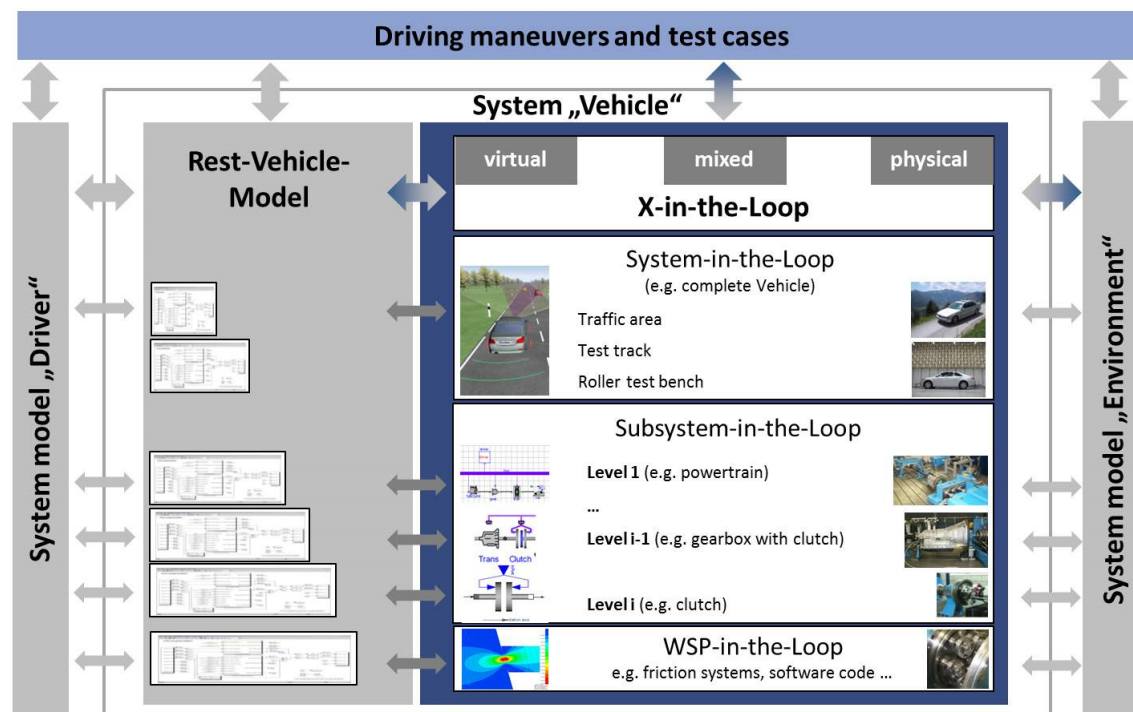 Driving maneuvers and test cases
System „Vehicle“
System model „Driver“
Rest-Vehicle-
Model
virtual
mixed
physical
X-in-the-Loop
System-in-the-Loop
(e.g. complete Vehicle)
Traffic area
Test track
Roller test bench
Subsystem-in-the-Loop
Level 1 (e.g. powertrain)
...
Level i-1 (e.g. gearbox with clutch)
Trans Clutch
Level i (e.g. clutch)
WSP-in-the-Loop
e.g. friction systems, software code ...
System model „Environment“